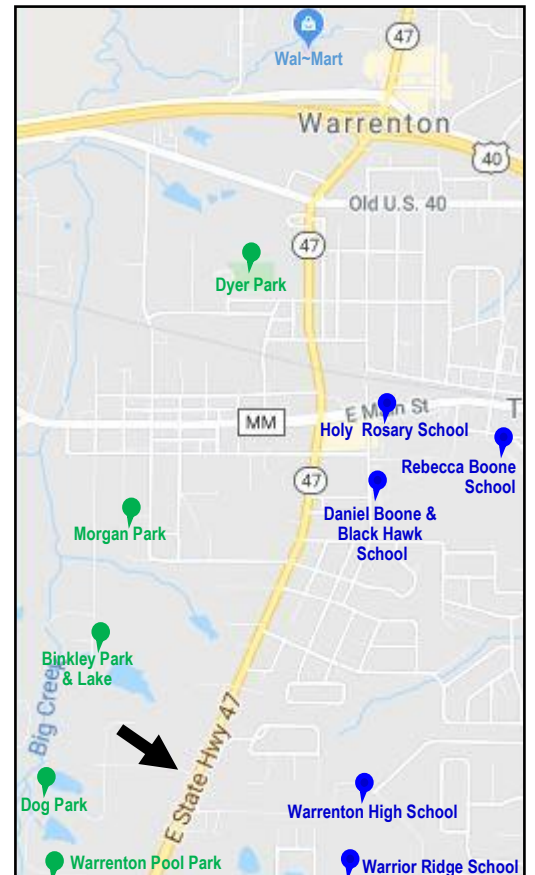 47
Wal~Mart
Warrenton
40
Old U.S. 40
47
Dyer Park
MM
E Main St
T
Holy Rosary School
Rebecca Boone
School
47
Daniel Boone &
Black Hawk
School
Morgan Park
Binkley Park
& Lake
Big Creek
E State Hwy 47
Dog Park
Warrenton High School
Warrenton Pool Park
Warrior Ridge School